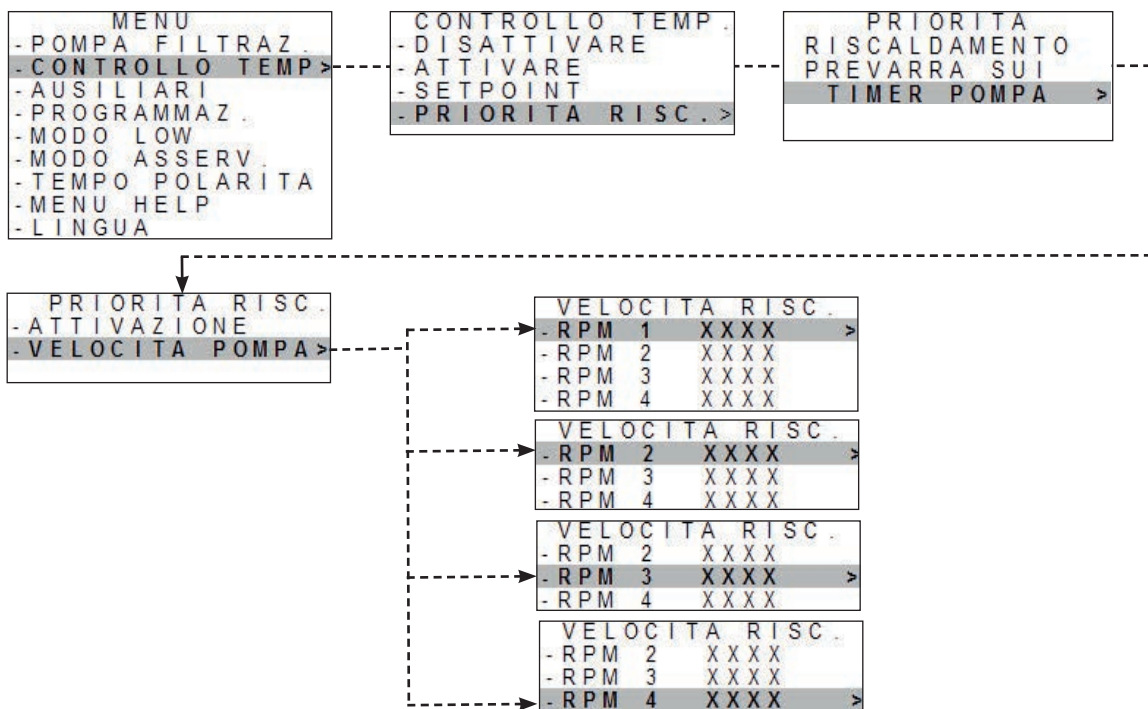 MENU
-POMPA FILTRAZ.
-CONTROLLO TEMP>
-AUSILIARI
-PROGRAMMAZ.
-MODO LOW
-MODO ASSERV.
-TEMPO POLARITA
-MENU HELP
-LINGUA
CONTROLLO TEMP.
-DISATTIVARE
-ATTIVARE
-SETPOINT
-PRIORITA RISC.>
PRIORITA
RISCALDAMENTO
PREVARRA SUI
TIMER POMPA >
PRIORITA RISC.
-ATTIVAZIONE
-VELOCITA POMPA>
VELOCITA RISC.
-RPM 1 XXXX >
-RPM 2 XXXX
-RPM 3 XXXX
-RPM 4 XXXX
VELOCITA RISC.
-RPM 2 XXXX >
-RPM 3 XXXX
-RPM 4 XXXX
VELOCITA RISC.
-RPM 2 XXXX
-RPM 3 XXXX >
-RPM 4 XXXX
VELOCITA RISC.
-RPM 2 XXXX
-RPM 3 XXXX
-RPM 4 XXXX >